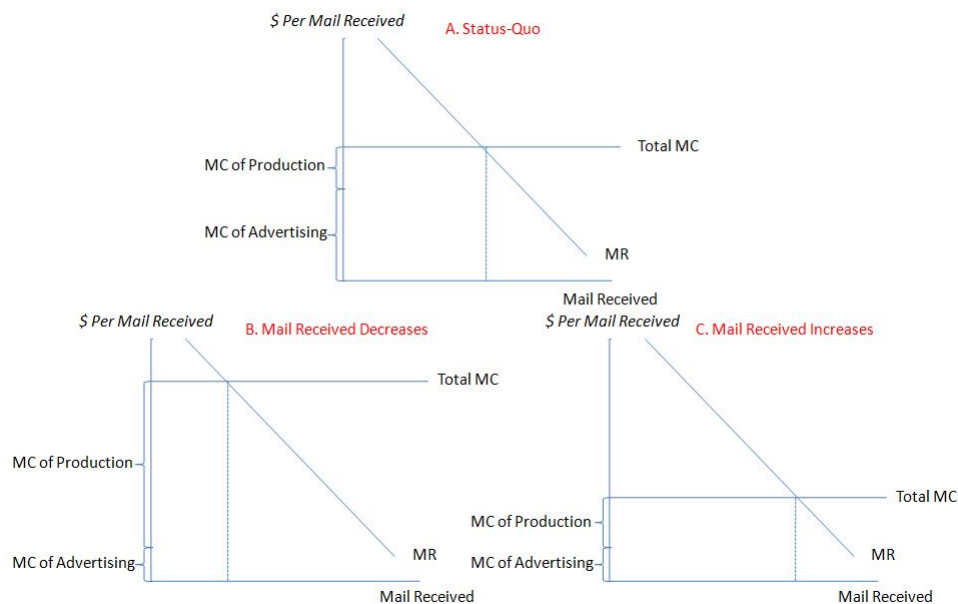 $ Per Mail Received
A. Status-Quo
Total MC
MC of Production
MC of Advertising
MR
Mail Received
$ Per Mail Received
B. Mail Received Decreases
Total MC
MC of Production
MC of Advertising
MR
Mail Received
$ Per Mail Received
C. Mail Received Increases
Total MC
MC of Production
MC of Advertising
MR
Mail Received